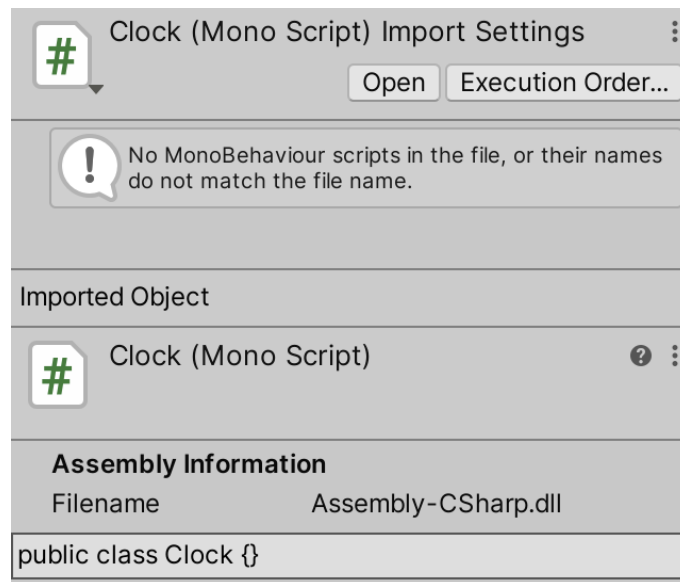 Clock (Mono Script) Import Settings
Open
Execution Order...
No MonoBehaviour scripts in the file, or their names
do not match the file name.
Imported Object
Clock (Mono Script)
Assembly Information
Filename Assembly-CSharp.dll
public class Clock {}